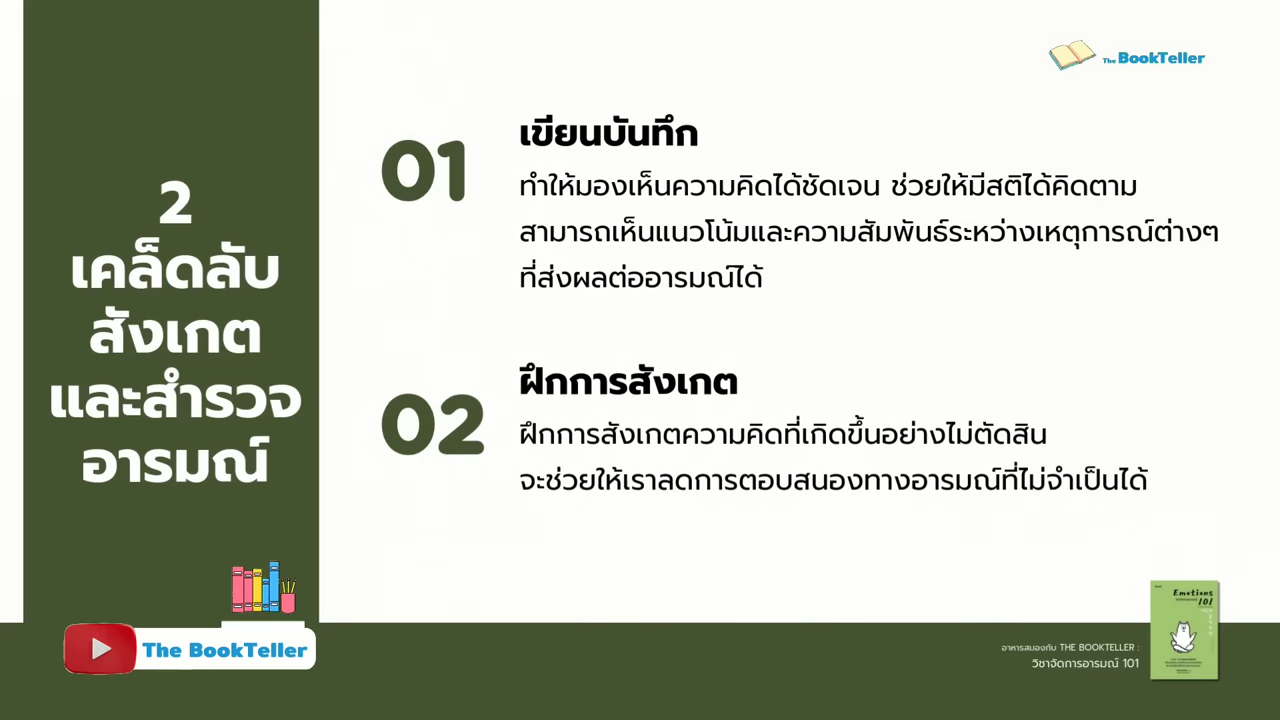 The BookTeller
2
เคล็ดลับ
สังเกต
และสำรวจ
อารมณ์
01
เขียนบันทึก
ทำให้มองเห็นความคิดได้ชัดเจน ช่วยให้มีสติได้คิดตาม
สามารถเห็นแนวโน้มและความสัมพันธ์ระหว่างเหตุการณ์ต่างๆ
ที่ส่งผลต่ออารมณ์ได้
02
ฝึกการสังเกต
ฝึกการสังเกตความคิดที่เกิดขึ้นอย่างไม่ตัดสิน
จะช่วยให้เราลดการตอบสนองทางอารมณ์ที่ไม่จำเป็นได้
The BookTeller
อาหารสมองกับ THE BOOKTELLER :
วิชาจัดการอารมณ์ 101
Emotions
101